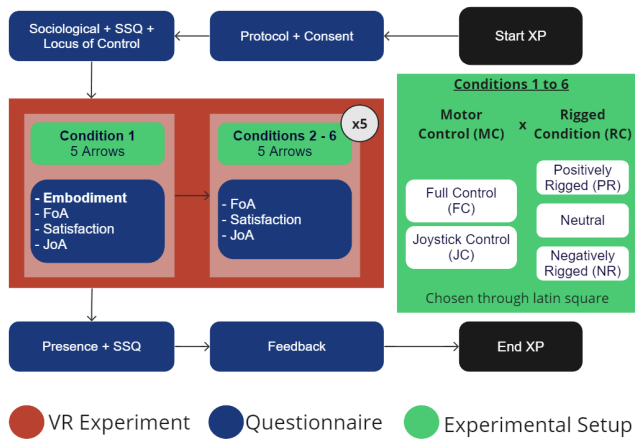 Sociological + SSQ +
Locus of Control
Protocol + Consent
Start XP
Condition 1
5 Arrows
- Embodiment
- FoA
- Satisfaction
- JoA
Conditions 2 - 6
5 Arrows
x5
- FoA
- Satisfaction
- JoA
Conditions 1 to 6
Motor
Control (MC)
x
Rigged
Condition (RC)
Full Control
(FC)
Joystick Control
(JC)
Positively
Rigged (PR)
Neutral
Negatively
Rigged (NR)
Chosen through latin square
Presence + SSQ
Feedback
End XP
VR Experiment
Questionnaire
Experimental Setup